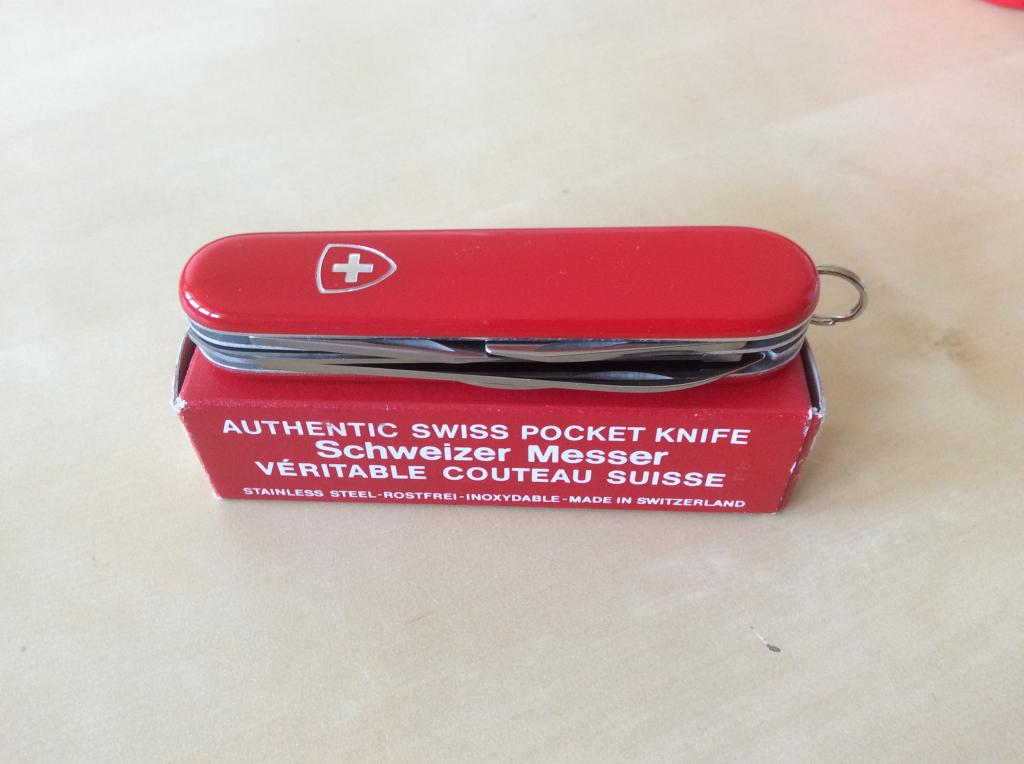 AUTHENTIC SWISS POCKET KNIFE
Schweizer Messer
VÉRITABLE COUTEAU SUISSE
STAINLESS STEEL-ROSTFREI-INOXYDABLE-MADE IN SWITZERLAND